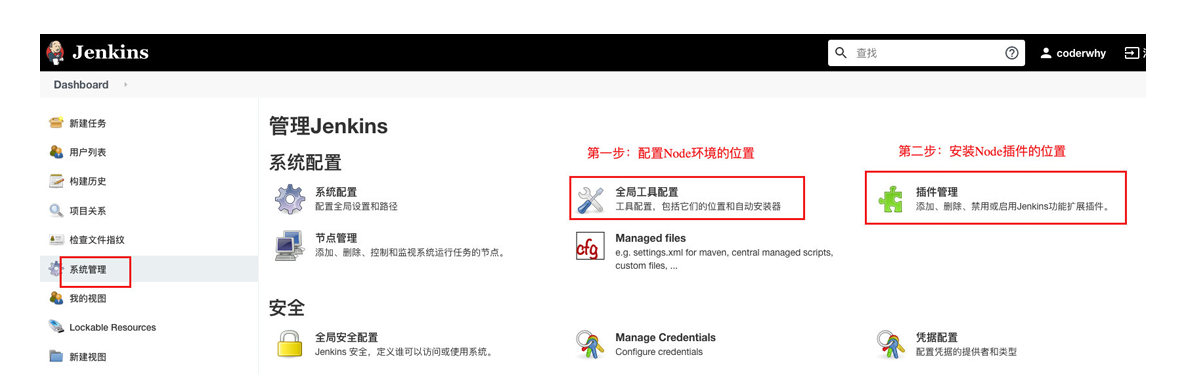 Jenkins
查找
coderwhy
Dashboard
新建任务
用户列表
构建历史
项目关系
检查文件指纹
系统管理
我的视图
Lockable Resources
新建视图
管理Jenkins
系统配置
第一步：配置Node环境的位置
第二步：安装Node插件的位置
系统配置
配置全局设置和路径
全局工具配置
工具配置，包括它们的位置和自动安装器
插件管理
添加、删除、禁用或启用Jenkins功能扩展插件。
节点管理
添加、删除、控制和监视系统运行任务的节点。
cfg
Managed files
e.g. settings.xml for maven, central managed scripts,
custom files, ...
安全
全局安全配置
Jenkins 安全，定义谁可以访问或使用系统。
Manage Credentials
Configure credentials
凭据配置
配置凭据的提供者和类型